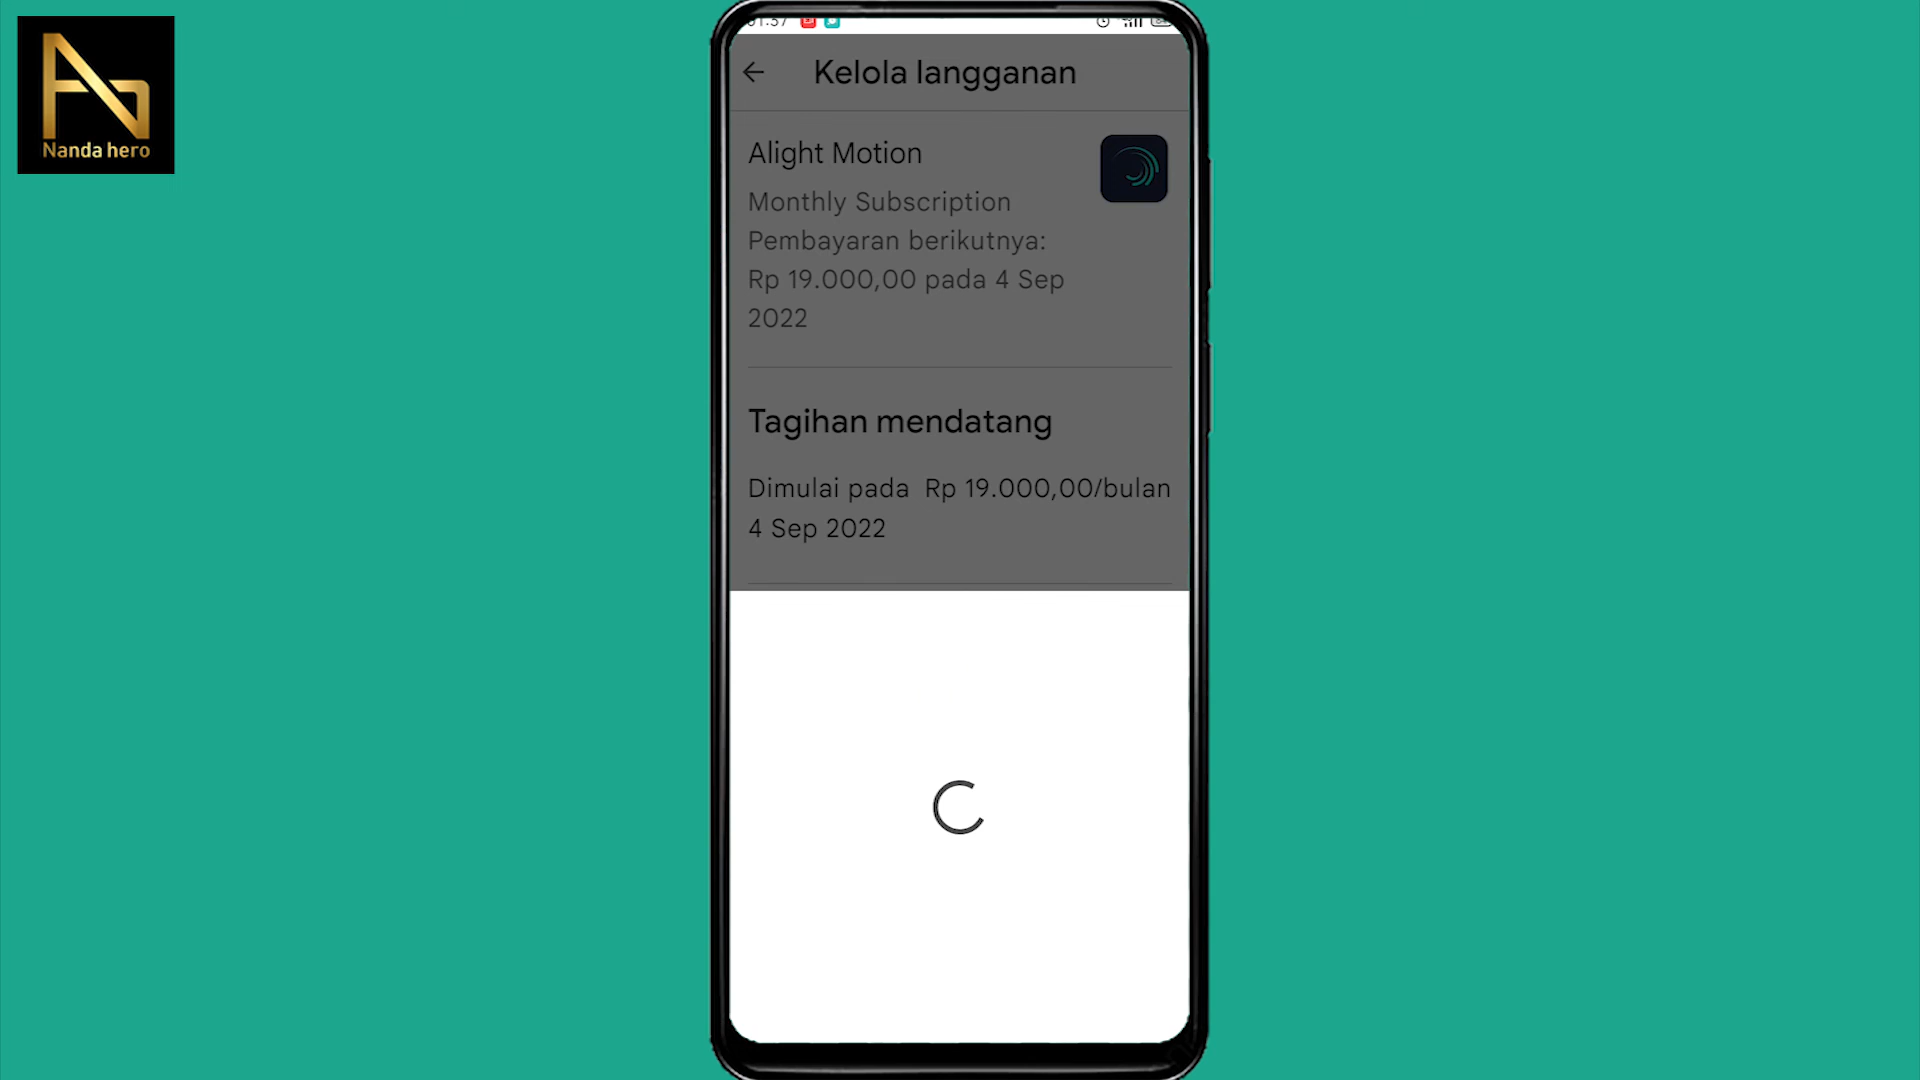 Nanda hero
Kelola langganan
Alight Motion
Monthly Subscription
Pembayaran berikutnya:
Rp 19.000,00 pada 4 Sep
2022
Tagihan mendatang
Dimulai pada Rp 19.000,00/bulan
4 Sep 2022